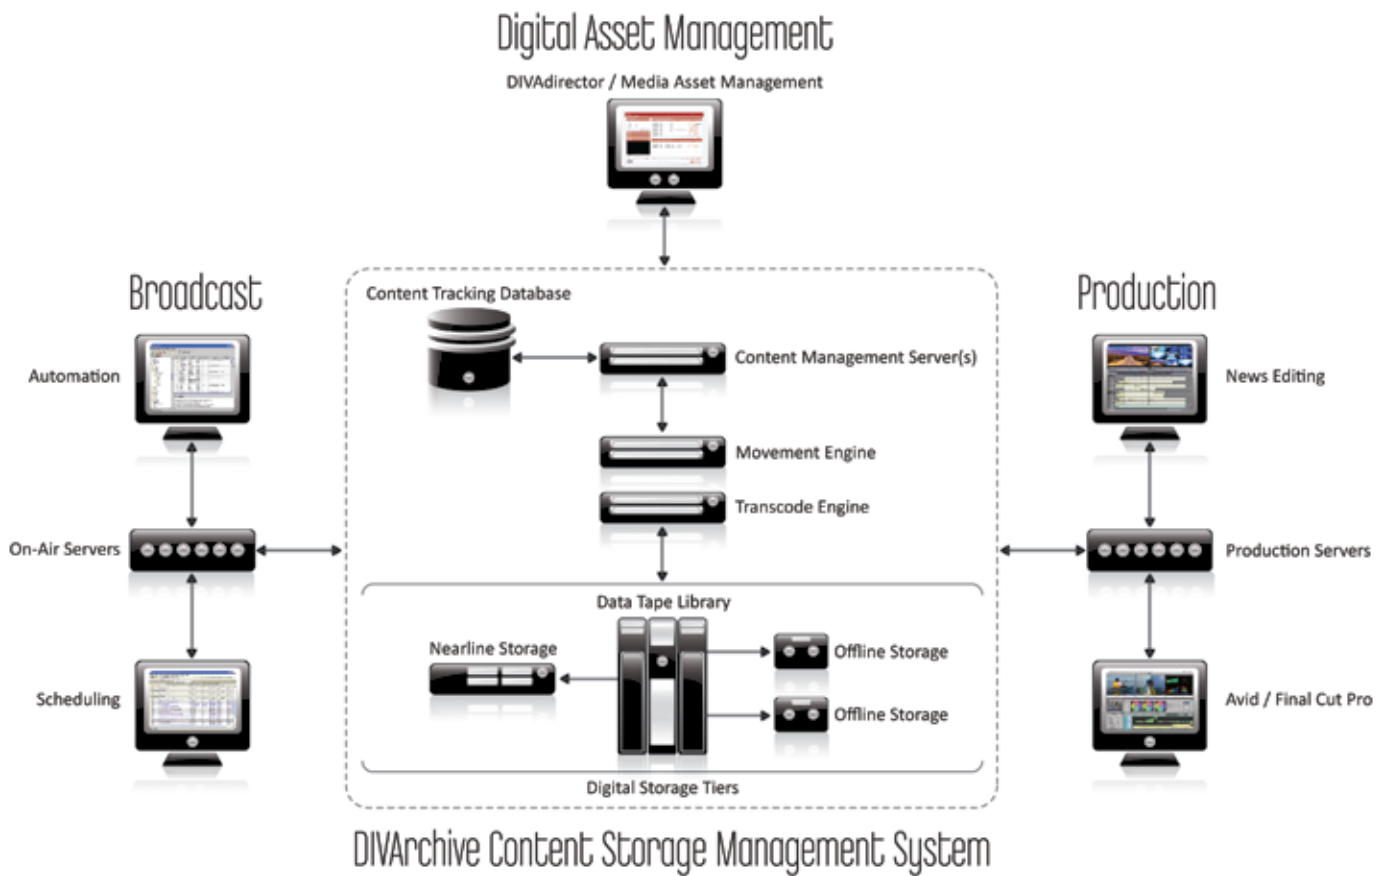 Digital Asset Management
DIVAdirector / Media Asset Management
Broadcast
Automation
On-Air Servers
Scheduling
Content Tracking Database
Content Management Server(s)
Movement Engine
Transcode Engine
Data Tape Library
Nearline Storage
Offline Storage
Offline Storage
Digital Storage Tiers
Production
News Editing
Production Servers
Avid / Final Cut Pro
DIVArchive Content Storage Management System